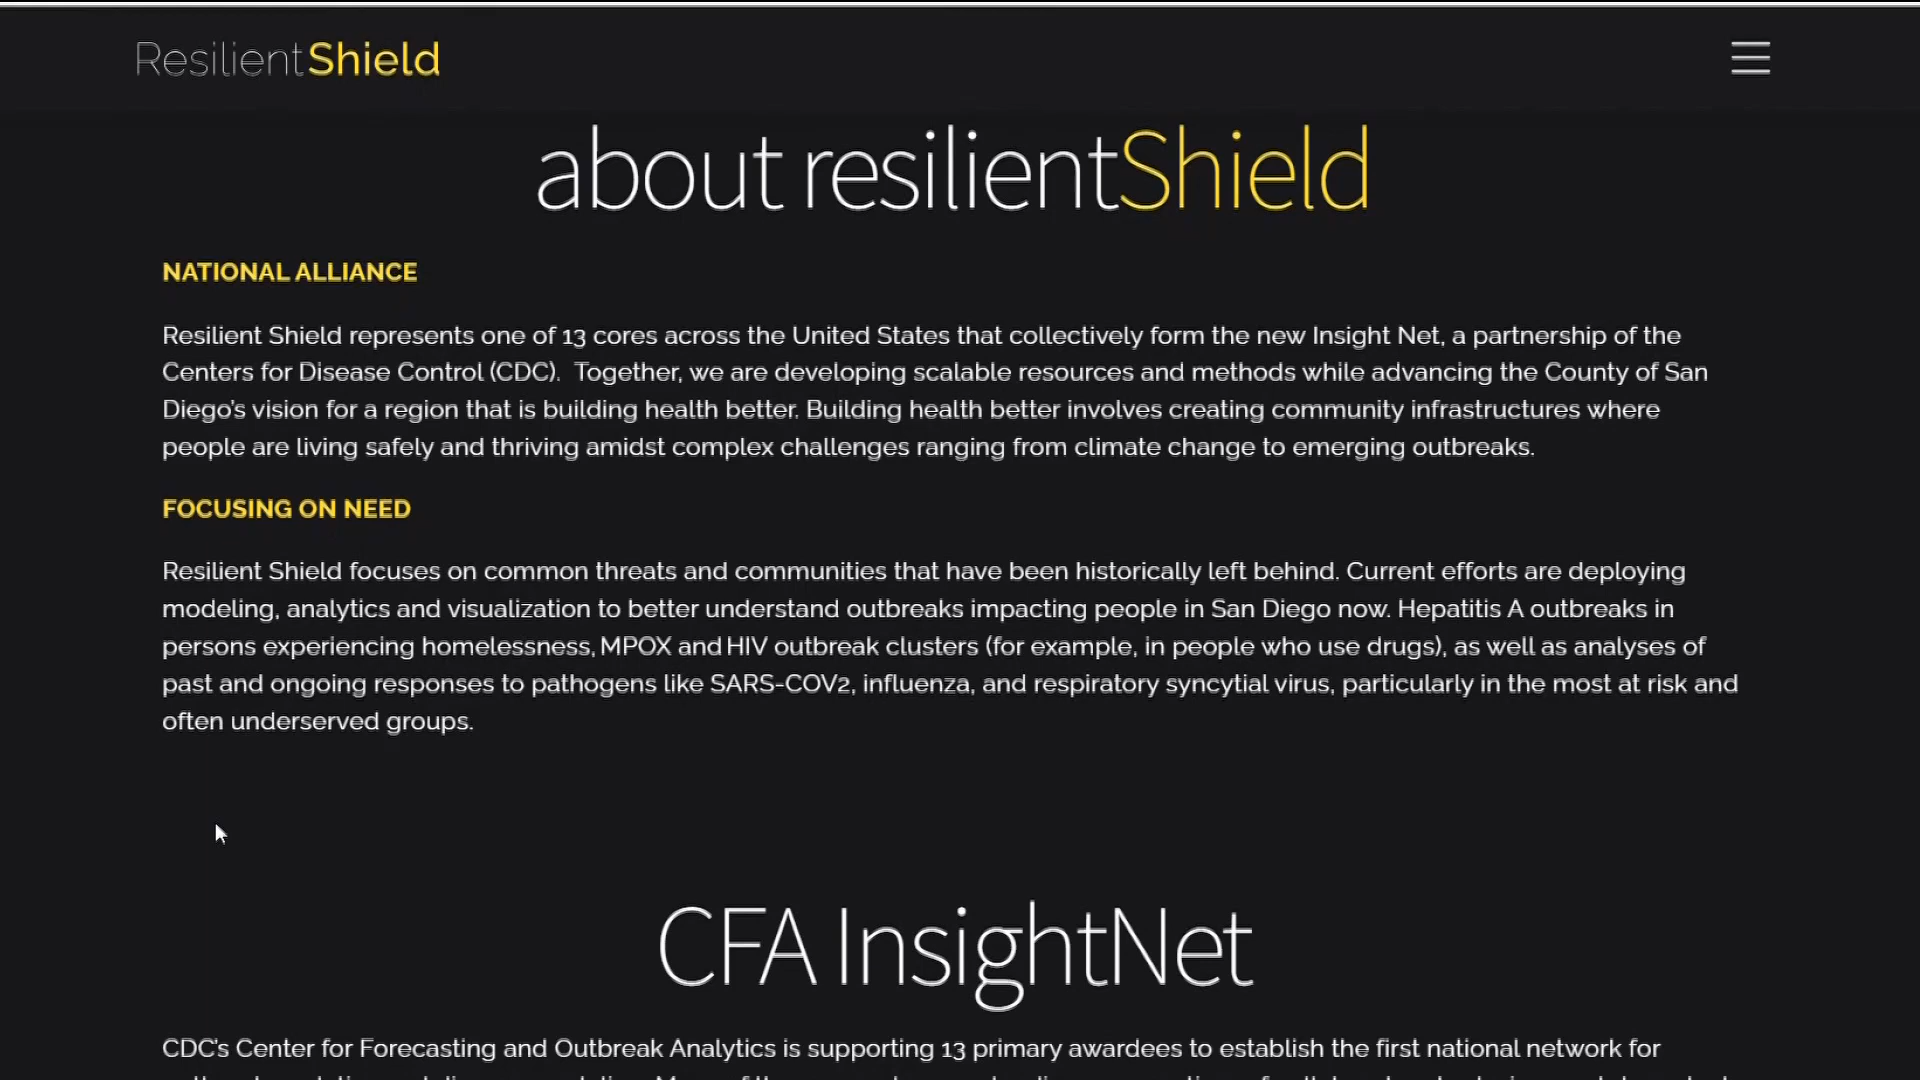 ResilientShield
about resilientShield
NATIONAL ALLIANCE
Resilient Shield represents one of 13 cores across the United States that collectively form the new Insight Net, a partnership of the
Centers for Disease Control (CDC). Together, we are developing scalable resources and methods while advancing the County of San
Diego's vision for a region that is building health better. Building health better involves creating community infrastructures where
people are living safely and thriving amidst complex challenges ranging from climate change to emerging outbreaks.
FOCUSING ON NEED
Resilient Shield focuses on common threats and communities that have been historically left behind. Current efforts are deploying
modeling, analytics and visualization to better understand outbreaks impacting people in San Diego now. Hepatitis A outbreaks in
persons experiencing homelessness, MPOX and HIV outbreak clusters (for example, in people who use drugs), as well as analyses of
past and ongoing responses to pathogens like SARS-COV2, influenza, and respiratory syncytial virus, particularly in the most at risk and
often underserved groups.
CFA InsightNet
CDC's Center for Forecasting and Outbreak Analytics is supporting 13 primary awardees to establish the first national network for